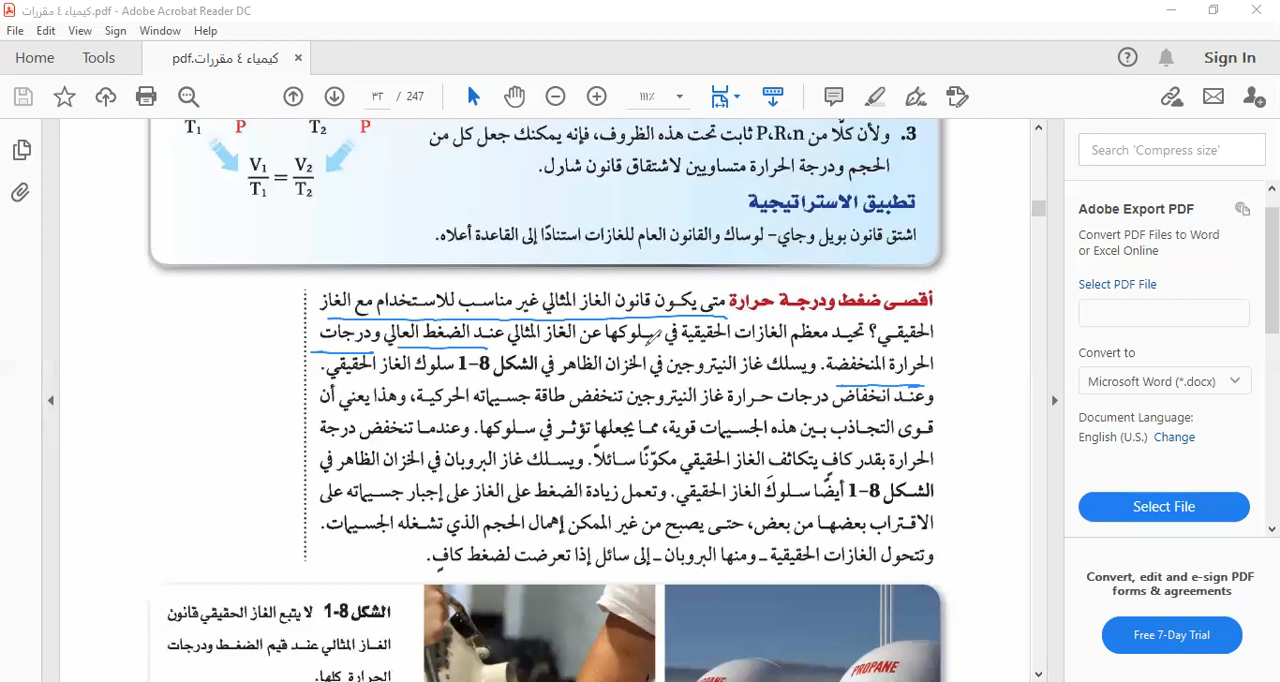 كيمياء ٤ مقررات.pdf - Adobe Acrobat Reader DC
File Edit View Sign Window Help
Home Tools كيمياء ٤ مقررات.pdf Sign In
٣٢ / 247 ١١١٪
T₁ P T₂ P
V₁/T₁ = V₂/T₂
3. ولأن كلًّا من P،R،n ثابت تحت هذه الظروف، فإنه يمكنك جعل كل من
الحجم ودرجة الحرارة متساويين لاشتقاق قانون شارل.
تطبيق الاستراتيجية
اشتق قانون بويل وجاي- لوساك والقانون العام للغازات استنادًا إلى القاعدة أعلاه.
أقصى ضغط ودرجة حرارة متى يكون قانون الغاز المثالي غير مناسب للاستخدام مع الغاز
الحقيقي؟ تحيد معظم الغازات الحقيقية في سلوكها عن الغاز المثالي عند الضغط العالي ودرجات
الحرارة المنخفضة. ويسلك غاز النيتروجين في الخزان الظاهر في الشكل 8-1 سلوك الغاز الحقيقي.
وعند انخفاض درجات حرارة غاز النيتروجين تنخفض طاقة جسيماته الحركية، وهذا يعني أن
قوى التجاذب بين هذه الجسيمات قوية، مما يجعلها تؤثر في سلوكها. وعندما تنخفض درجة
الحرارة بقدر كافٍ يتكاثف الغاز الحقيقي مكوّنًا سائلاً. ويسلك غاز البروبان في الخزان الظاهر في
الشكل 8-1 أيضًا سلوكَ الغاز الحقيقي. وتعمل زيادة الضغط على الغاز على إجبار جسيماته على
الاقتراب بعضها من بعض، حتى يصبح من غير الممكن إهمال الحجم الذي تشغله الجسيمات.
وتتحول الغازات الحقيقية – ومنها البروبان – إلى سائل إذا تعرضت لضغط كافٍ.
الشكل 8-1 لا يتبع الغاز الحقيقي قانون
الغاز المثالي عند قيم الضغط ودرجات
الحرارة كلها.
PROPANE
Search 'Compress size'
Adobe Export PDF
Convert PDF Files to Word
or Excel Online
Select PDF File
Convert to
Microsoft Word (*.docx)
Document Language:
English (U.S.) Change
Select File
Convert, edit and e-sign PDF
forms & agreements
Free 7-Day Trial